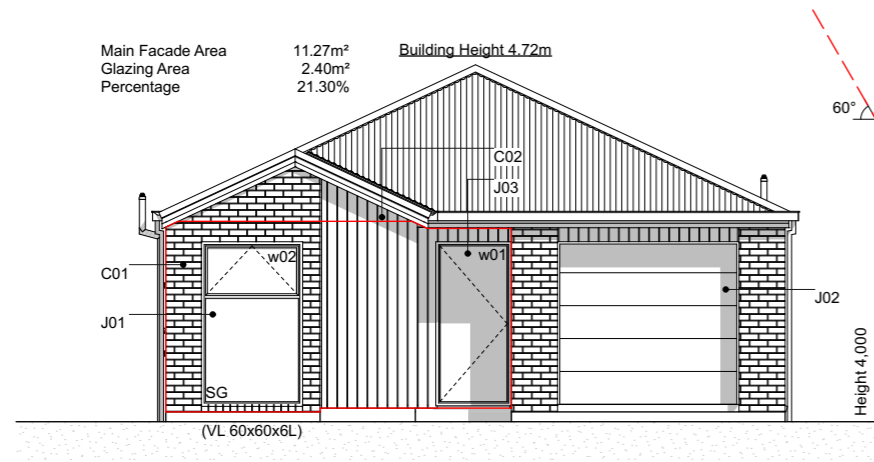 Main Facade Area 11.27m²
Glazing Area 2.40m²
Percentage 21.30%
Building Height 4.72m
60°
C02
J03
w02
w01
C01
J02
J01
SG
Height 4,000
(VL 60x60x6L)